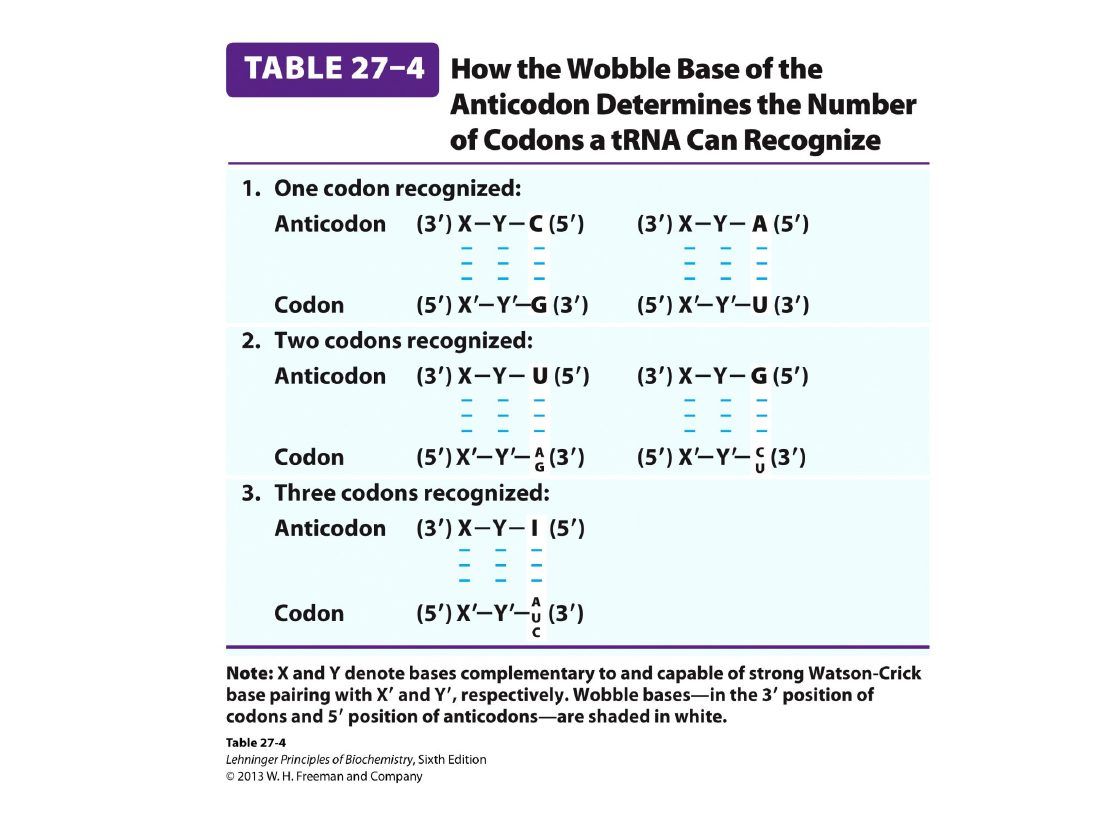 TABLE 27–4 How the Wobble Base of the
Anticodon Determines the Number
of Codons a tRNA Can Recognize
1. One codon recognized:
Anticodon (3′) X–Y–C (5′) (3′) X–Y–A (5′)
Codon (5′) X′–Y′–G (3′) (5′) X′–Y′–U (3′)
2. Two codons recognized:
Anticodon (3′) X–Y–U (5′) (3′) X–Y–G (5′)
Codon (5′) X′–Y′–A G (3′) (5′) X′–Y′–C U (3′)
3. Three codons recognized:
Anticodon (3′) X–Y–I (5′)
Codon (5′) X′–Y′–A U C (3′)
Note: X and Y denote bases complementary to and capable of strong Watson-Crick
base pairing with X′ and Y′, respectively. Wobble bases—in the 3′ position of
codons and 5′ position of anticodons—are shaded in white.
Table 27-4
Lehninger Principles of Biochemistry, Sixth Edition
© 2013 W. H. Freeman and Company